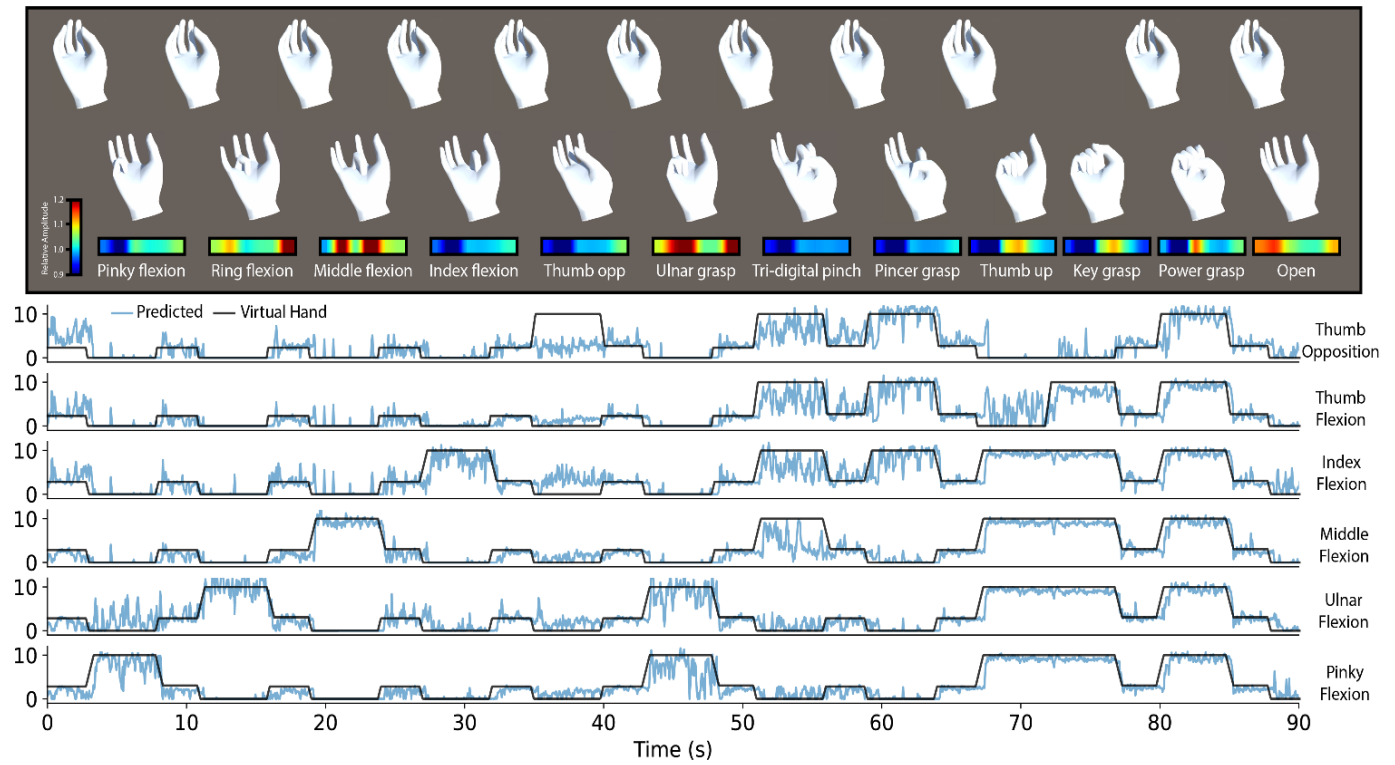 1.2
1.1
1.0
0.9
Relative Amplitude
Pinky flexion
Ring flexion
Middle flexion
Index flexion
Thumb opp
Ulnar grasp
Tri-digital pinch
Pincer grasp
Thumb up
Key grasp
Power grasp
Open
Predicted
Virtual Hand
10
0
Thumb
Opposition
10
0
Thumb
Flexion
10
0
Index
Flexion
10
0
Middle
Flexion
10
0
Ulnar
Flexion
10
0
Pinky
Flexion
0 10 20 30 40 50 60 70 80 90
Time (s)